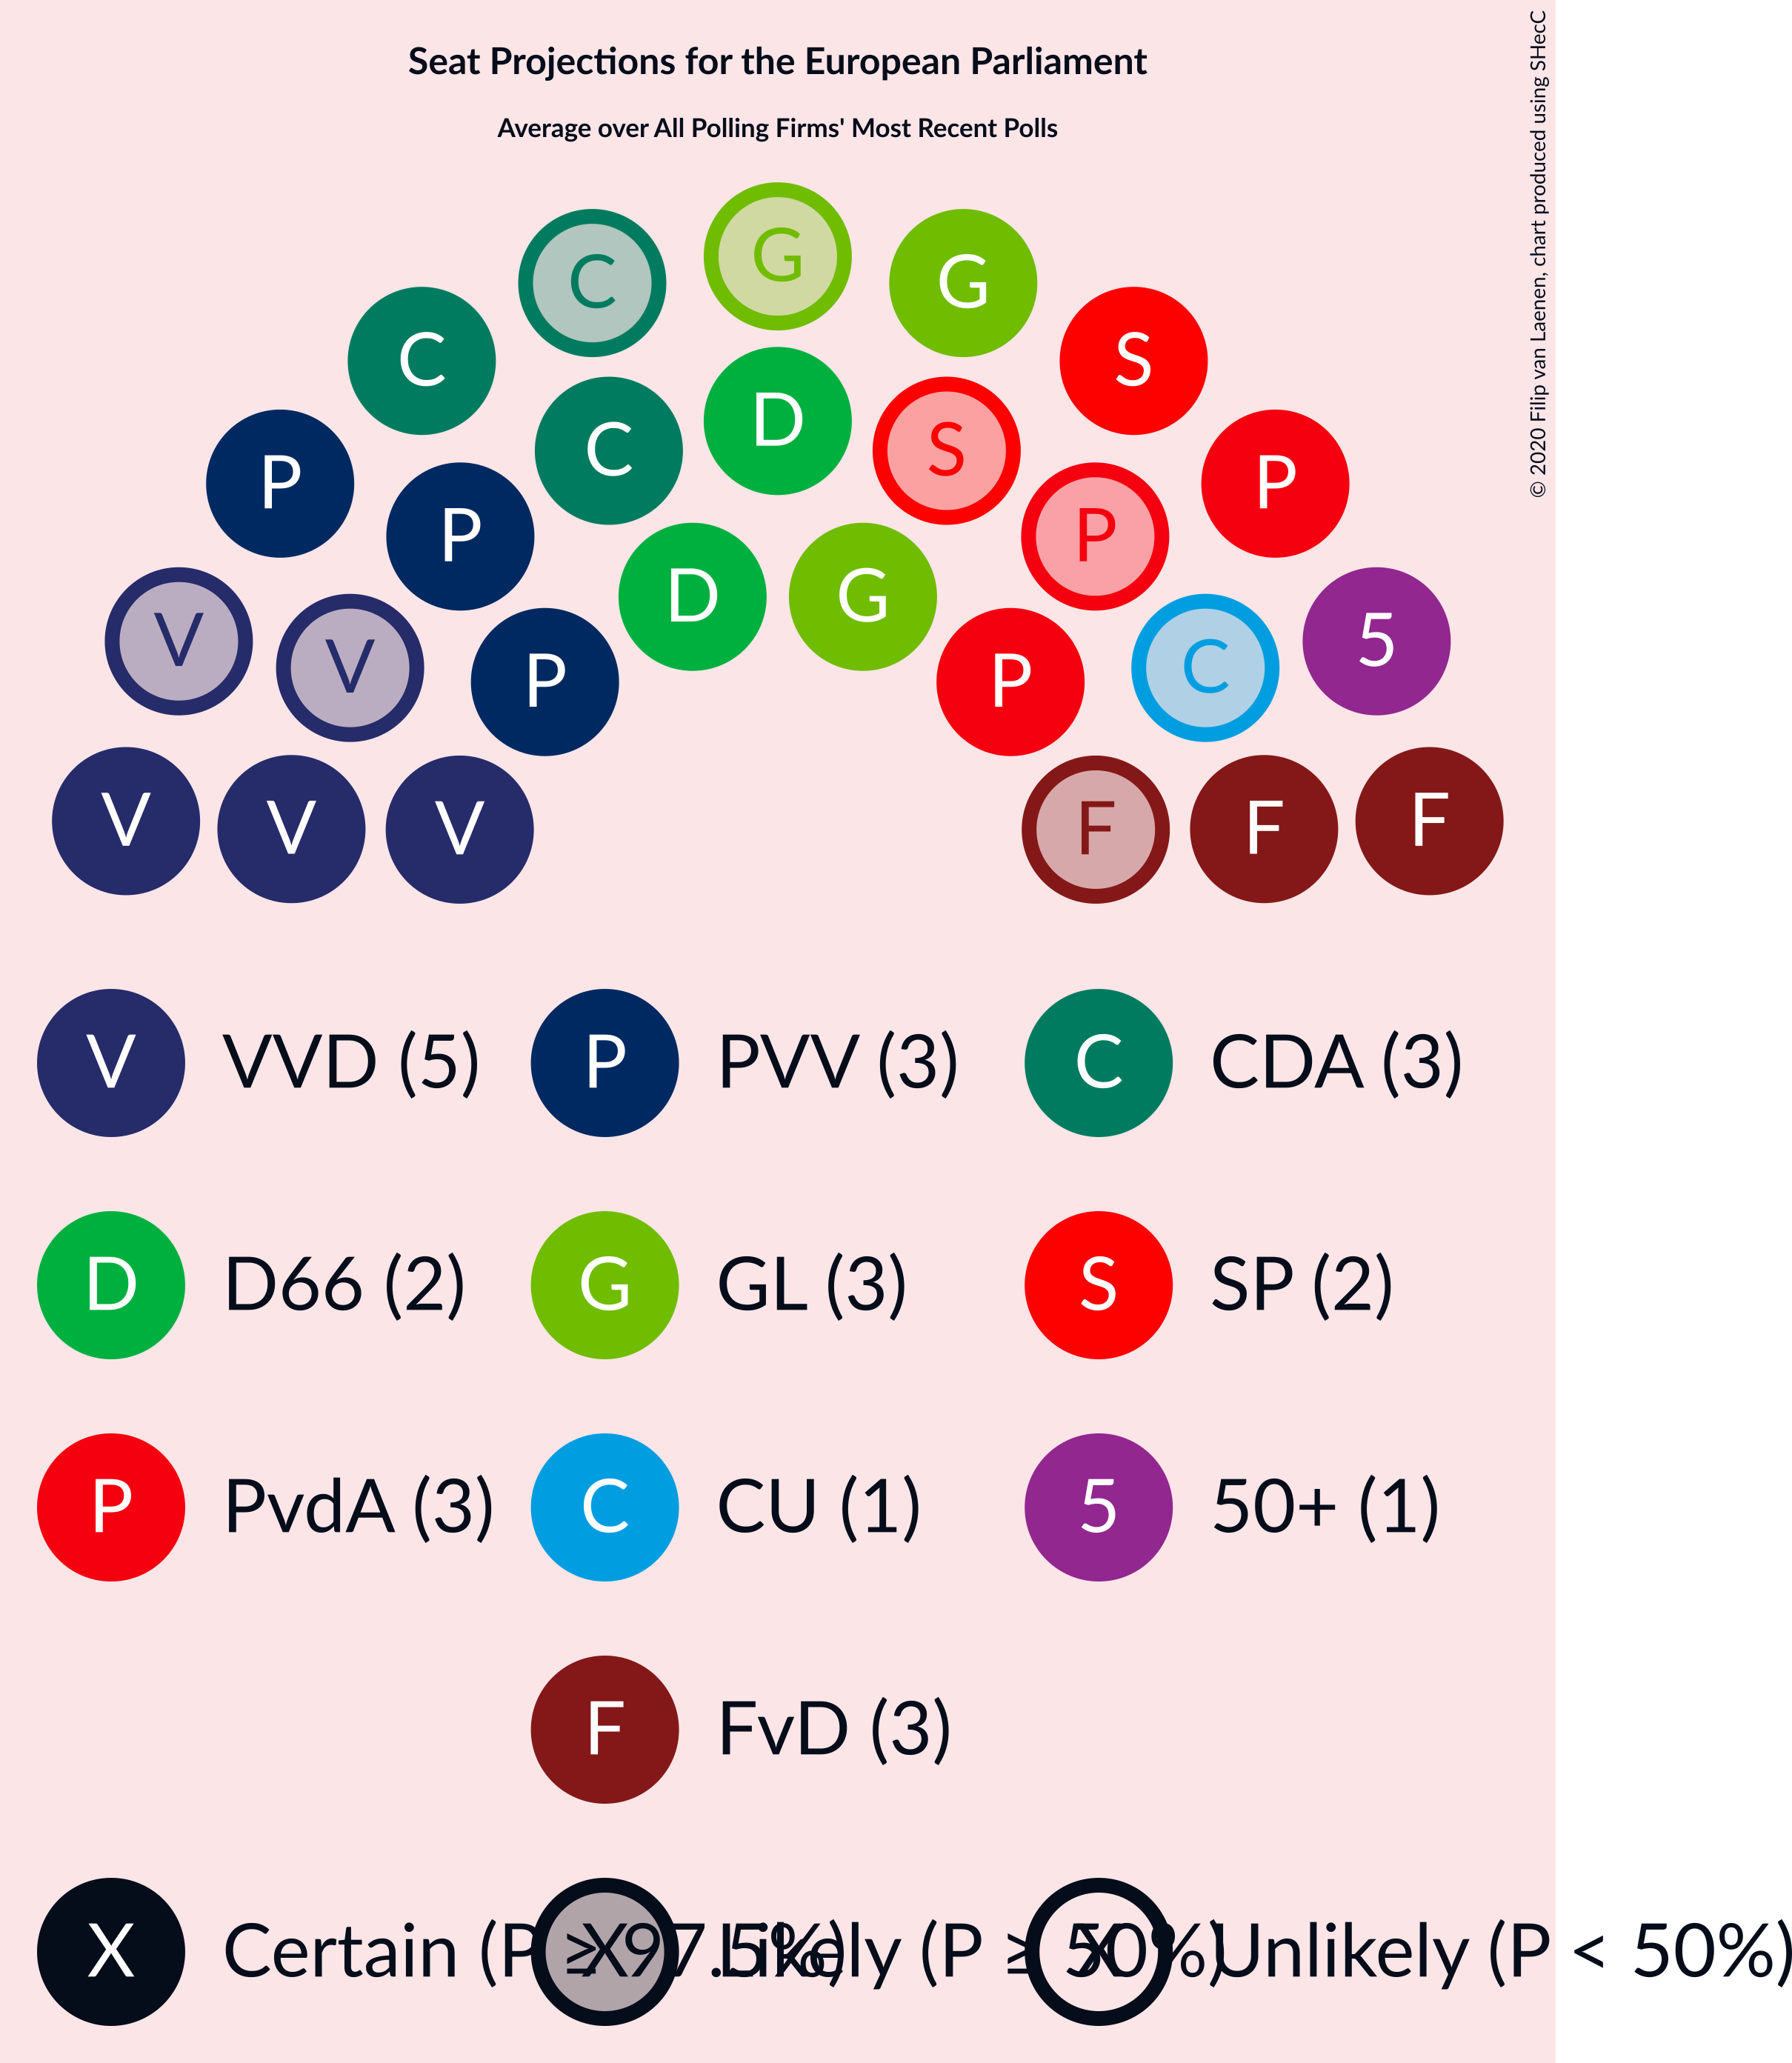 Seat Projections for the European Parliament
Average over All Polling Firms' Most Recent Polls
© 2020 Filip van Laenen, chart produced using SHecC
G
C G
C S
D
C S
P P
P P
D G
V 5
V C
P P
V V V F F F
V VVD (5) P PVV (3) C CDA (3)
D D66 (2) G GL (3) S SP (2)
P PvdA (3) C CU (1) 5 50+ (1)
F FvD (3)
X Certain (P ≥ 97.5%) X Likely (P ≥ 50%) X Unlikely (P < 50%)